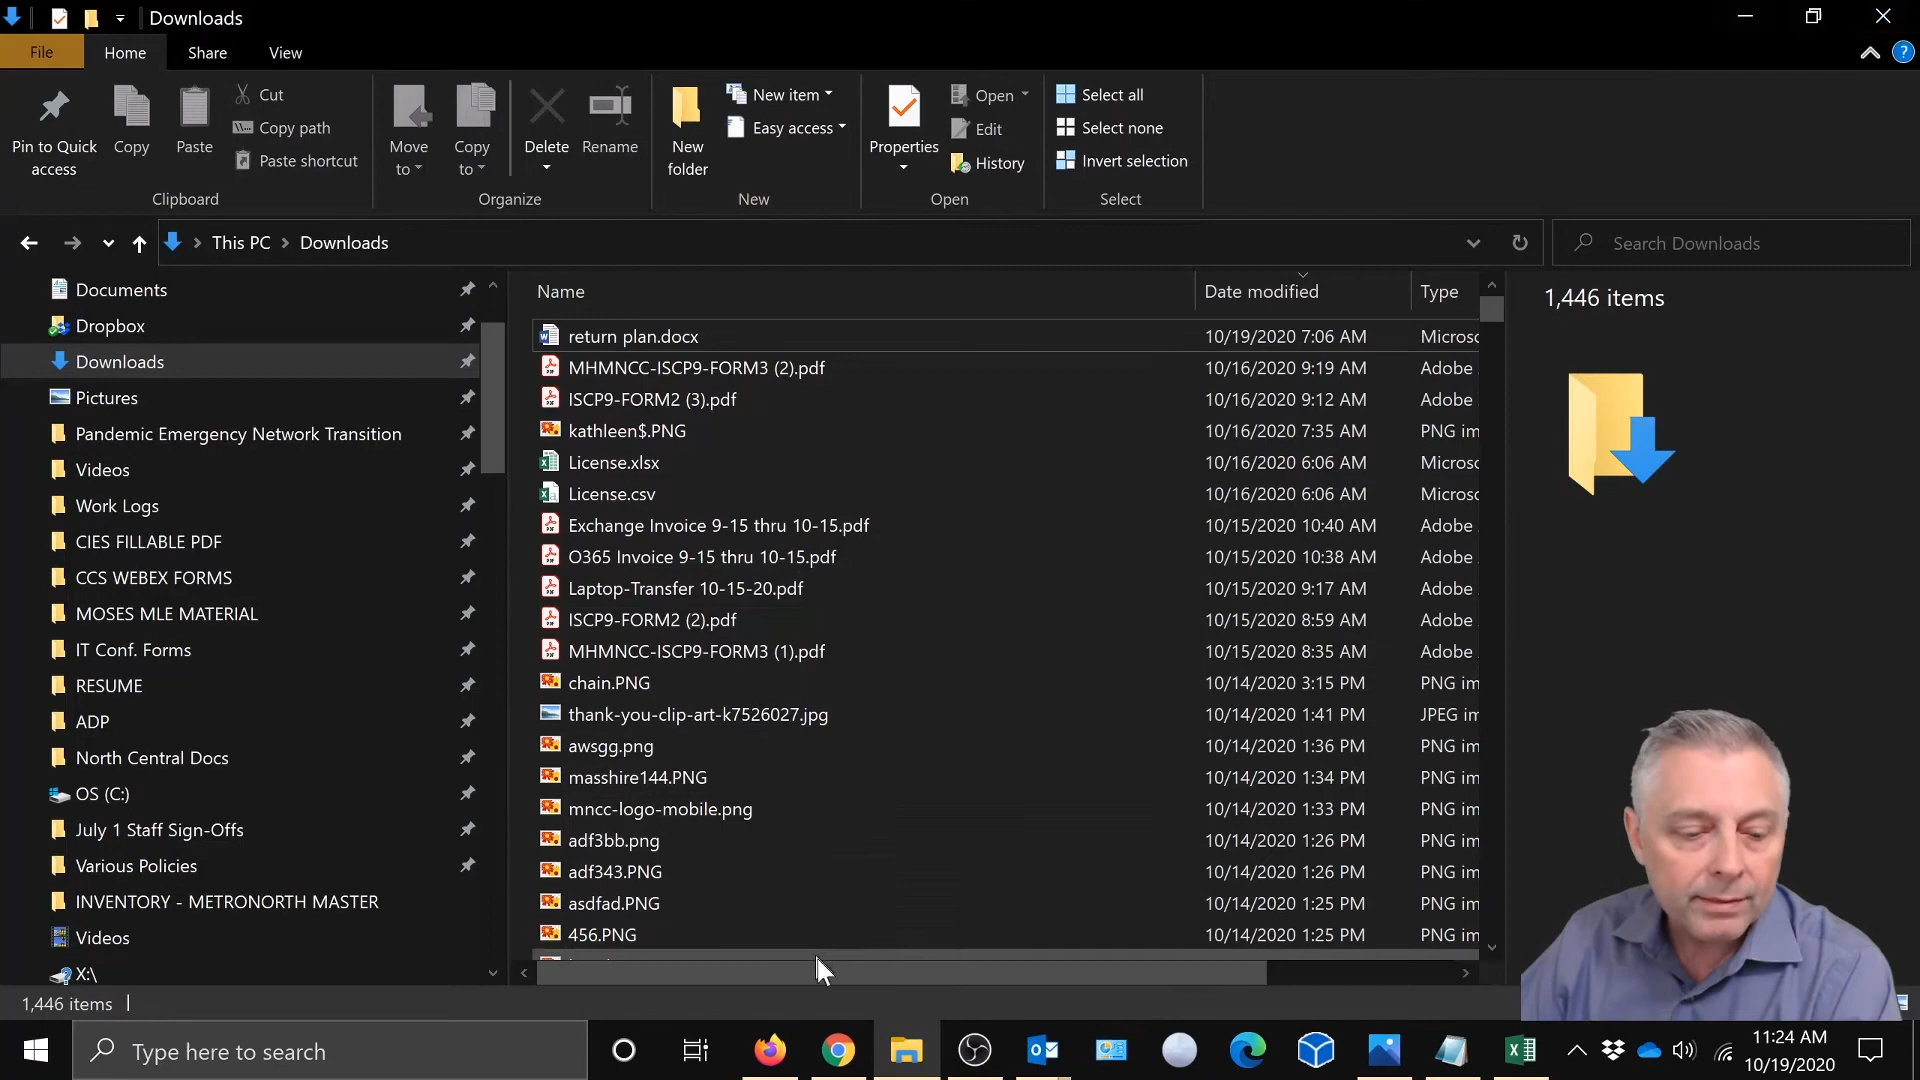 Downloads
File Home Share View
Pin to Quick access
Copy
Paste
Cut
Copy path
Paste shortcut
Clipboard
Move to
Copy to
Delete
Rename
Organize
New folder
New item
Easy access
New
Properties
Open
Edit
History
Open
Select all
Select none
Invert selection
Select
This PC Downloads
Search Downloads
Documents
Dropbox
Downloads
Pictures
Pandemic Emergency Network Transition
Videos
Work Logs
CIES FILLABLE PDF
CCS WEBEX FORMS
MOSES MLE MATERIAL
IT Conf. Forms
RESUME
ADP
North Central Docs
OS (C:)
July 1 Staff Sign-Offs
Various Policies
INVENTORY - METRONORTH MASTER
Videos
X:\
Name Date modified Type
return plan.docx 10/19/2020 7:06 AM Microsc
MHMNCC-ISCP9-FORM3 (2).pdf 10/16/2020 9:19 AM Adobe
ISCP9-FORM2 (3).pdf 10/16/2020 9:12 AM Adobe
kathleen$.PNG 10/16/2020 7:35 AM PNG im
License.xlsx 10/16/2020 6:06 AM Microsc
License.csv 10/16/2020 6:06 AM Microsc
Exchange Invoice 9-15 thru 10-15.pdf 10/15/2020 10:40 AM Adobe
O365 Invoice 9-15 thru 10-15.pdf 10/15/2020 10:38 AM Adobe
Laptop-Transfer 10-15-20.pdf 10/15/2020 9:17 AM Adobe
ISCP9-FORM2 (2).pdf 10/15/2020 8:59 AM Adobe
MHMNCC-ISCP9-FORM3 (1).pdf 10/15/2020 8:35 AM Adobe
chain.PNG 10/14/2020 3:15 PM PNG im
thank-you-clip-art-k7526027.jpg 10/14/2020 1:41 PM JPEG im
awsgg.png 10/14/2020 1:36 PM PNG im
masshire144.PNG 10/14/2020 1:34 PM PNG im
mncc-logo-mobile.png 10/14/2020 1:33 PM PNG im
adf3bb.png 10/14/2020 1:26 PM PNG im
adf343.PNG 10/14/2020 1:26 PM PNG im
asdfad.PNG 10/14/2020 1:25 PM PNG im
456.PNG 10/14/2020 1:25 PM PNG im
1,446 items
1,446 items
Type here to search
11:24 AM
10/19/2020